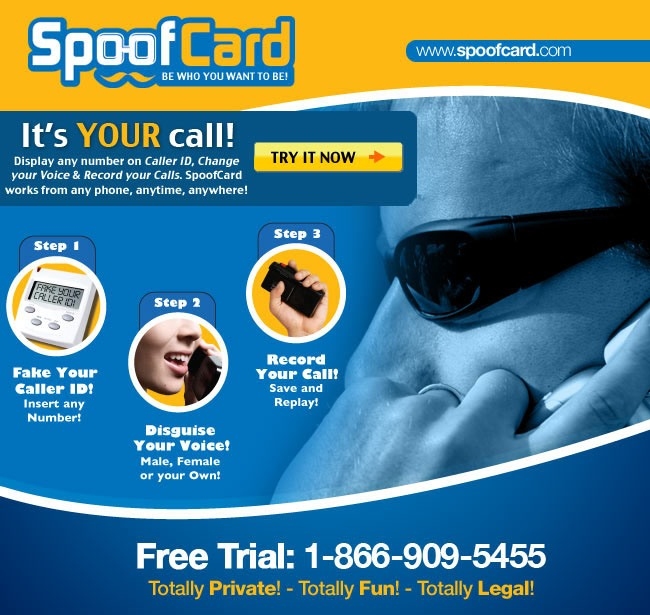 SpoofCard
BE WHO YOU WANT TO BE!
www.spoofcard.com
It's YOUR call!
Display any number on Caller ID, Change
your Voice & Record your Calls. SpoofCard
works from any phone, anytime, anywhere!
TRY IT NOW
Step 1
FAKE YOUR
CALLER ID!
Fake Your
Caller ID!
Insert any
Number!
Step 2
Disguise
Your Voice!
Male, Female
or your Own!
Step 3
Record
Your Call!
Save and
Replay!
Free Trial: 1-866-909-5455
Totally Private! - Totally Fun! - Totally Legal!